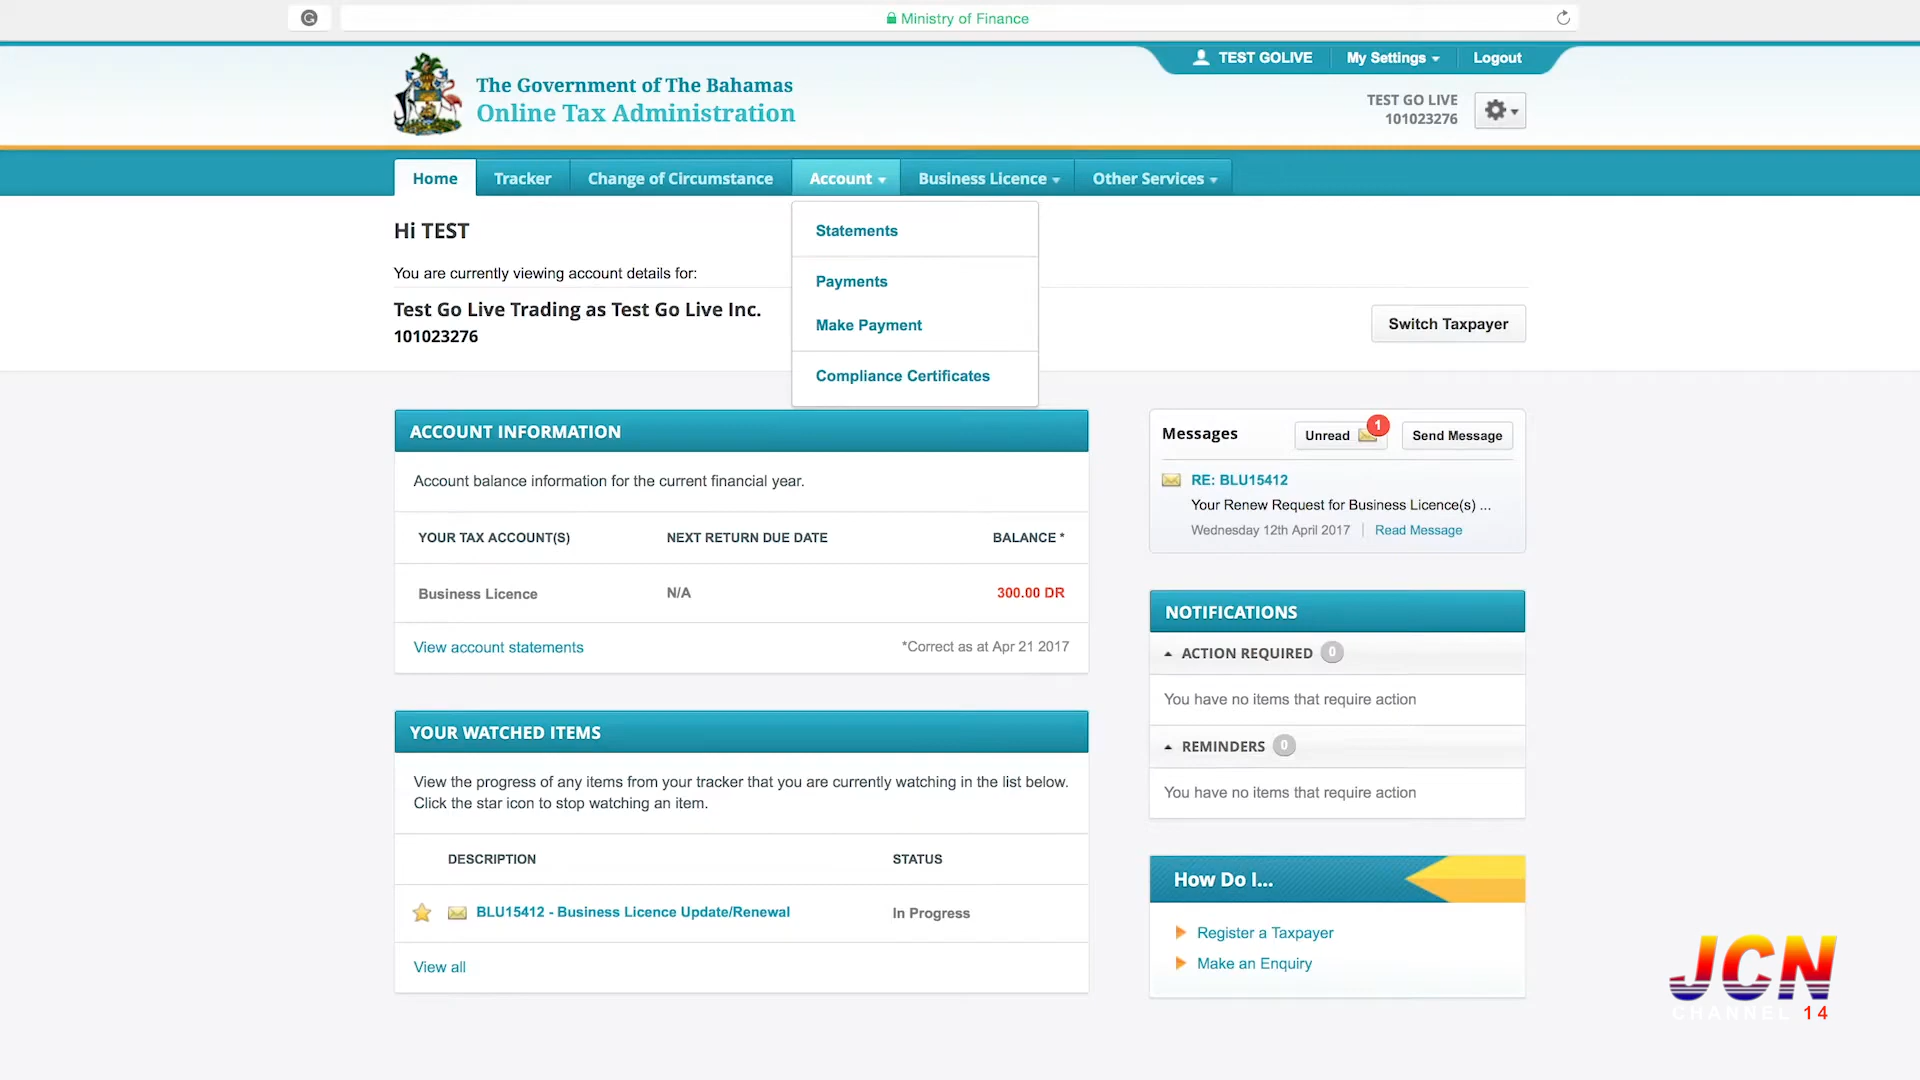 Ministry of Finance
TEST GOLIVE
My Settings
Logout
The Government of The Bahamas
Online Tax Administration
TEST GO LIVE
101023276
Home
Tracker
Change of Circumstance
Account
Business Licence
Other Services
Hi TEST
You are currently viewing account details for:
Test Go Live Trading as Test Go Live Inc.
101023276
Statements
Payments
Make Payment
Compliance Certificates
Switch Taxpayer
ACCOUNT INFORMATION
Account balance information for the current financial year.
YOUR TAX ACCOUNT(S)
NEXT RETURN DUE DATE
BALANCE *
Business Licence
N/A
300.00 DR
View account statements
*Correct as at Apr 21 2017
YOUR WATCHED ITEMS
View the progress of any items from your tracker that you are currently watching in the list below.
Click the star icon to stop watching an item.
DESCRIPTION
STATUS
BLU15412 - Business Licence Update/Renewal
In Progress
View all
Messages
Unread
1
Send Message
RE: BLU15412
Your Renew Request for Business Licence(s) ...
Wednesday 12th April 2017
Read Message
NOTIFICATIONS
ACTION REQUIRED 0
You have no items that require action
REMINDERS 0
You have no items that require action
How Do I...
Register a Taxpayer
Make an Enquiry
JCN
CHANNEL 14